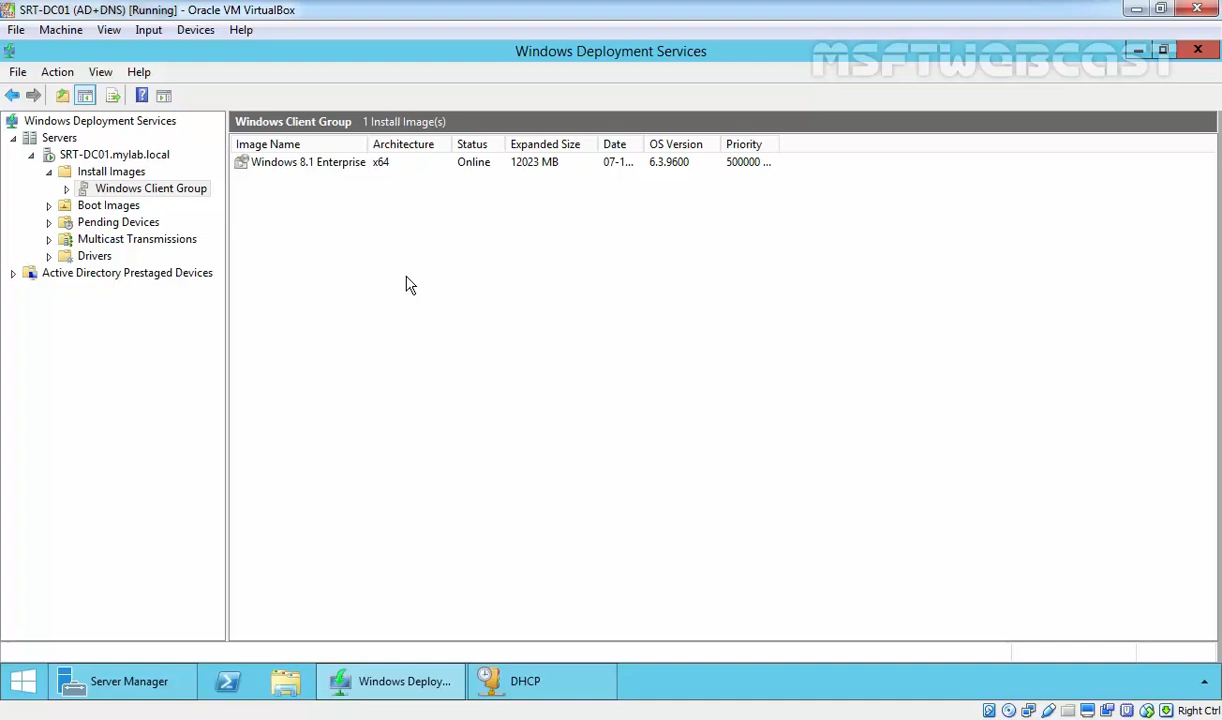 SRT-DC01 (AD+DNS) [Running] - Oracle VM VirtualBox
File Machine View Input Devices Help
Windows Deployment Services
MSFTWEBCAST
File Action View Help
Windows Deployment Services
Servers
SRT-DC01.mylab.local
Install Images
Windows Client Group
Boot Images
Pending Devices
Multicast Transmissions
Drivers
Active Directory Prestaged Devices
Windows Client Group 1 Install Image(s)
Image Name Architecture Status Expanded Size Date OS Version Priority
Windows 8.1 Enterprise x64 Online 12023 MB 07-1... 6.3.9600 500000 ...
Server Manager Windows Deploy... DHCP
Right Ctrl